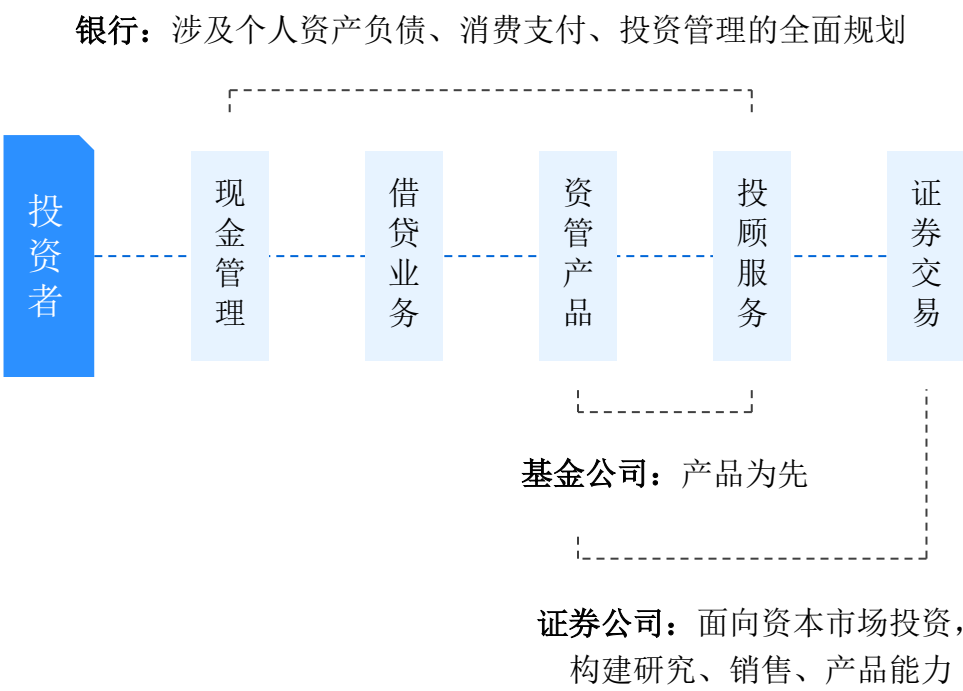 银行：涉及个人资产负债、消费支付、投资管理的全面规划
投资者
现金管理
借贷业务
资管产品
投顾服务
证券交易
基金公司：产品为先
证券公司：面向资本市场投资，
构建研究、销售、产品能力